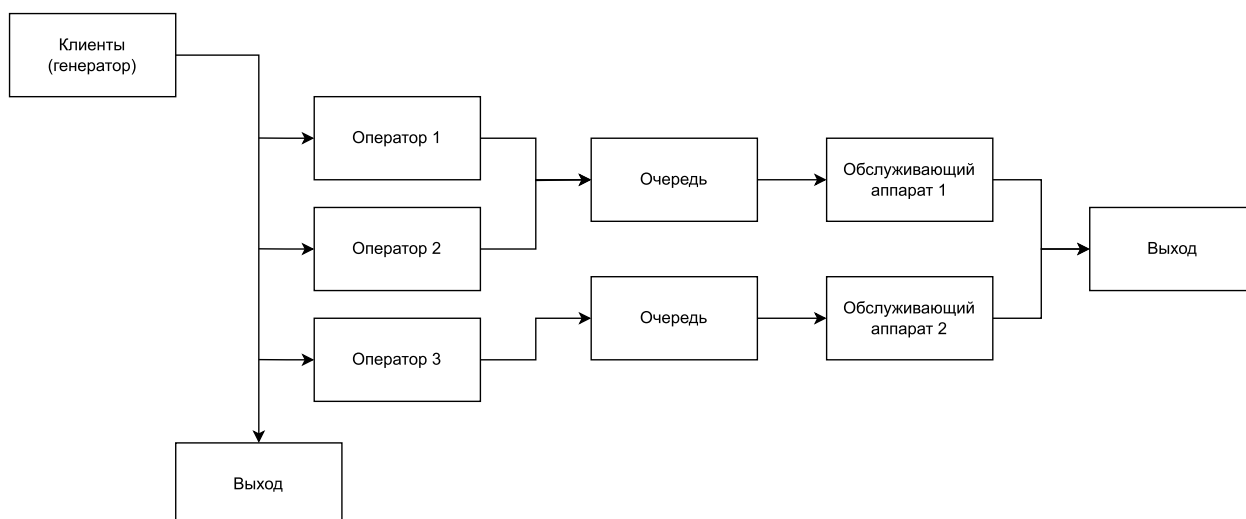 Клиенты
(генератор)
Оператор 1
Оператор 2
Оператор 3
Очередь
Очередь
Обслуживающий
аппарат 1
Обслуживающий
аппарат 2
Выход
Выход